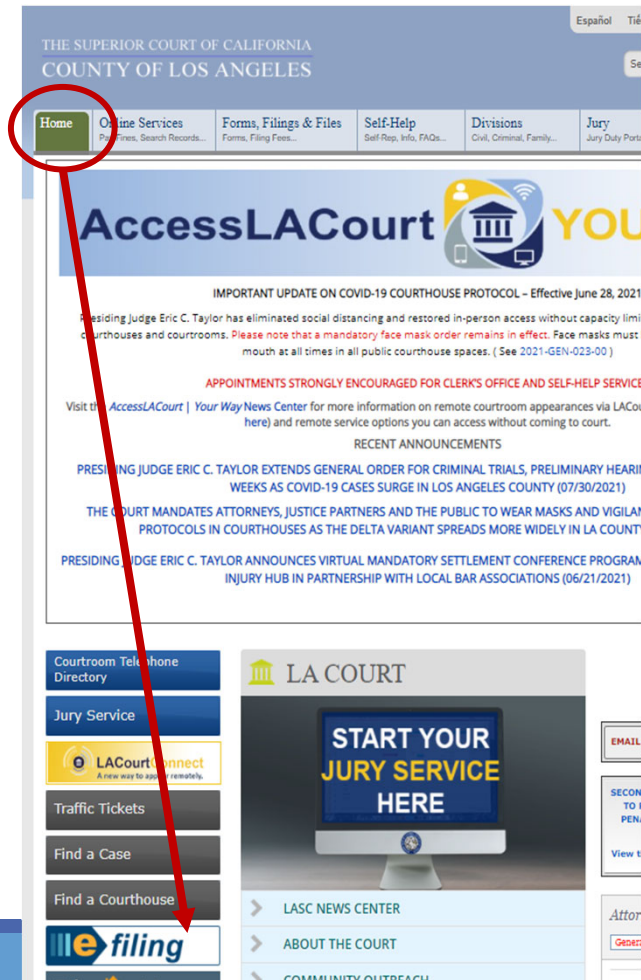 Español Tiế
THE SUPERIOR COURT OF CALIFORNIA
COUNTY OF LOS ANGELES
Se
Home
Online Services
Pay Fines, Search Records...
Forms, Filings & Files
Forms, Filing Fees...
Self-Help
Self-Rep, Info, FAQs...
Divisions
Civil, Criminal, Family...
Jury
Jury Duty Porta
AccessLACourt YOU
IMPORTANT UPDATE ON COVID-19 COURTHOUSE PROTOCOL – Effective June 28, 2021
Presiding Judge Eric C. Taylor has eliminated social distancing and restored in-person access without capacity limi
courthouses and courtrooms. Please note that a mandatory face mask order remains in effect. Face masks must
mouth at all times in all public courthouse spaces. ( See 2021-GEN-023-00 )
APPOINTMENTS STRONGLY ENCOURAGED FOR CLERK'S OFFICE AND SELF-HELP SERVICE
Visit the AccessLACourt | Your Way News Center for more information on remote courtroom appearances via LACou
here) and remote service options you can access without coming to court.
RECENT ANNOUNCEMENTS
PRESIDING JUDGE ERIC C. TAYLOR EXTENDS GENERAL ORDER FOR CRIMINAL TRIALS, PRELIMINARY HEARIN
WEEKS AS COVID-19 CASES SURGE IN LOS ANGELES COUNTY (07/30/2021)
THE COURT MANDATES ATTORNEYS, JUSTICE PARTNERS AND THE PUBLIC TO WEAR MASKS AND VIGILAN
PROTOCOLS IN COURTHOUSES AS THE DELTA VARIANT SPREADS MORE WIDELY IN LA COUNTY
PRESIDING JUDGE ERIC C. TAYLOR ANNOUNCES VIRTUAL MANDATORY SETTLEMENT CONFERENCE PROGRAM
INJURY HUB IN PARTNERSHIP WITH LOCAL BAR ASSOCIATIONS (06/21/2021)
Courtroom Telephone
Directory
Jury Service
LACourtConnect
A new way to appear remotely.
Traffic Tickets
Find a Case
Find a Courthouse
efiling
LA COURT
START YOUR
JURY SERVICE
HERE
LASC NEWS CENTER
ABOUT THE COURT
COMMUNITY OUTREACH
EMAIL
SECON
TO
PEN
View t
Attor
Genera